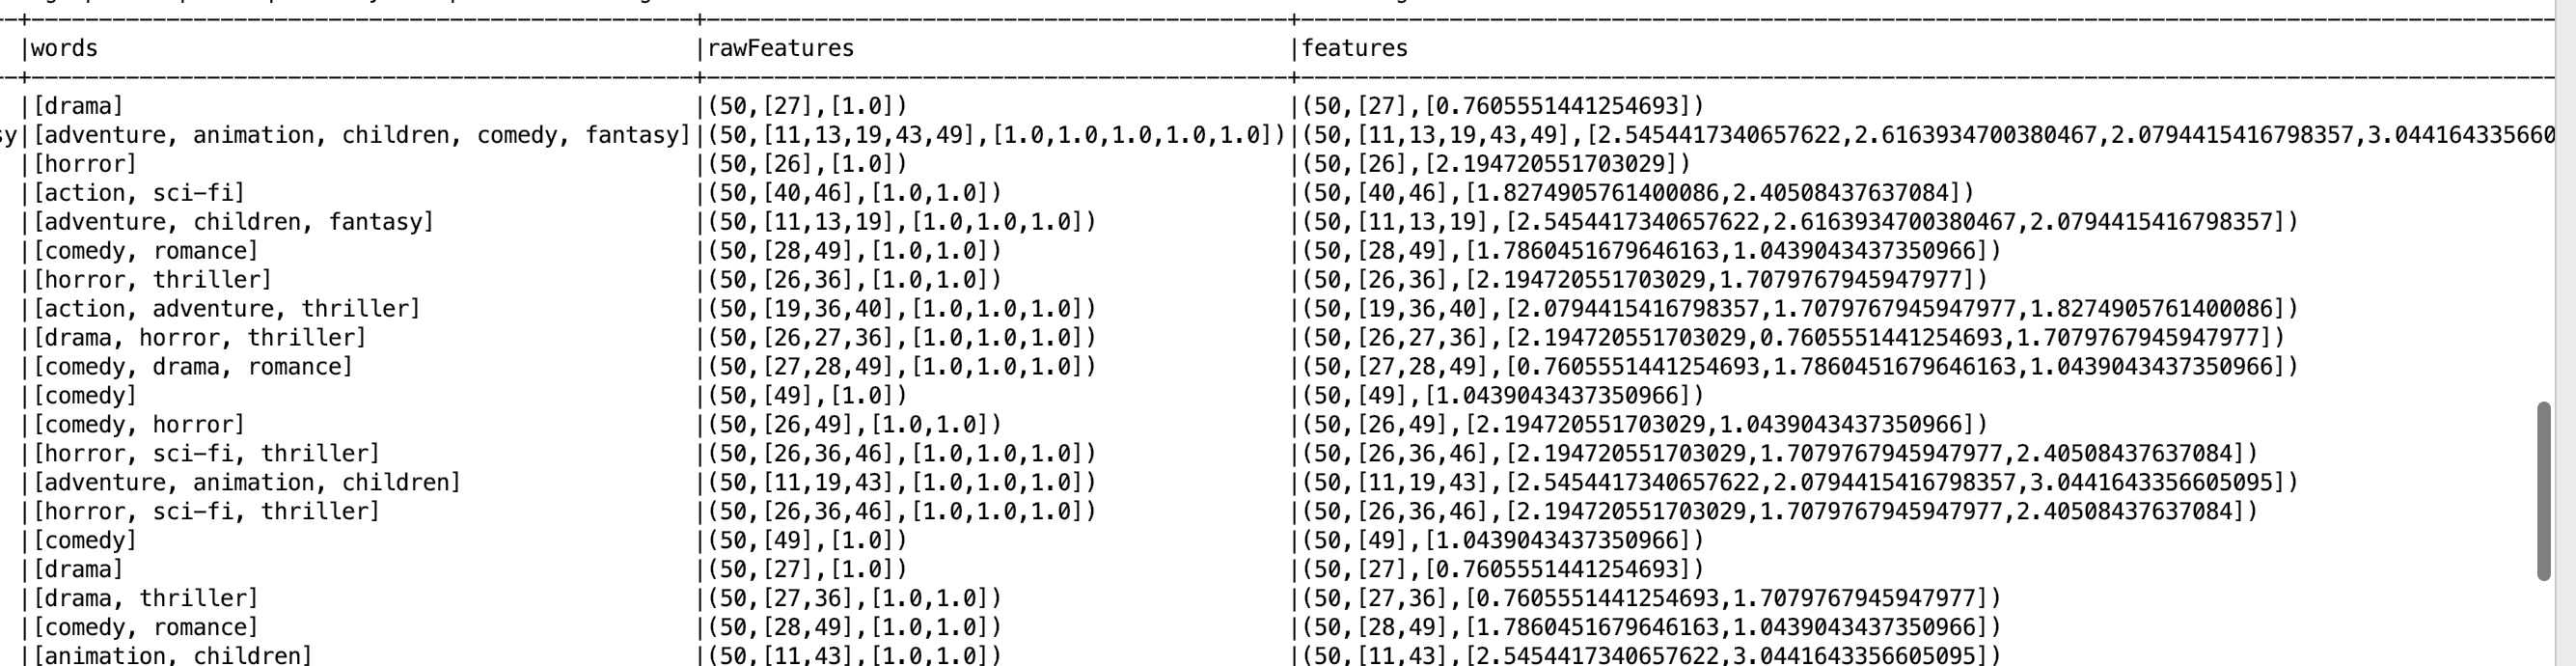 |words |rawFeatures |features
|[drama] |(50,[27],[1.0]) |(50,[27],[0.7605551441254693])
sy|[adventure, animation, children, comedy, fantasy]|(50,[11,13,19,43,49],[1.0,1.0,1.0,1.0,1.0])|(50,[11,13,19,43,49],[2.5454417340657622,2.6163934700380467,2.0794415416798357,3.044164335660
|[horror] |(50,[26],[1.0]) |(50,[26],[2.194720551703029])
|[action, sci-fi] |(50,[40,46],[1.0,1.0]) |(50,[40,46],[1.8274905761400086,2.40508437637084])
|[adventure, children, fantasy] |(50,[11,13,19],[1.0,1.0,1.0]) |(50,[11,13,19],[2.5454417340657622,2.6163934700380467,2.0794415416798357])
|[comedy, romance] |(50,[28,49],[1.0,1.0]) |(50,[28,49],[1.7860451679646163,1.0439043437350966])
|[horror, thriller] |(50,[26,36],[1.0,1.0]) |(50,[26,36],[2.194720551703029,1.7079767945947977])
|[action, adventure, thriller] |(50,[19,36,40],[1.0,1.0,1.0]) |(50,[19,36,40],[2.0794415416798357,1.7079767945947977,1.8274905761400086])
|[drama, horror, thriller] |(50,[26,27,36],[1.0,1.0,1.0]) |(50,[26,27,36],[2.194720551703029,0.7605551441254693,1.7079767945947977])
|[comedy, drama, romance] |(50,[27,28,49],[1.0,1.0,1.0]) |(50,[27,28,49],[0.7605551441254693,1.7860451679646163,1.0439043437350966])
|[comedy] |(50,[49],[1.0]) |(50,[49],[1.0439043437350966])
|[comedy, horror] |(50,[26,49],[1.0,1.0]) |(50,[26,49],[2.194720551703029,1.0439043437350966])
|[horror, sci-fi, thriller] |(50,[26,36,46],[1.0,1.0,1.0]) |(50,[26,36,46],[2.194720551703029,1.7079767945947977,2.40508437637084])
|[adventure, animation, children] |(50,[11,19,43],[1.0,1.0,1.0]) |(50,[11,19,43],[2.5454417340657622,2.0794415416798357,3.0441643356605095])
|[horror, sci-fi, thriller] |(50,[26,36,46],[1.0,1.0,1.0]) |(50,[26,36,46],[2.194720551703029,1.7079767945947977,2.40508437637084])
|[comedy] |(50,[49],[1.0]) |(50,[49],[1.0439043437350966])
|[drama] |(50,[27],[1.0]) |(50,[27],[0.7605551441254693])
|[drama, thriller] |(50,[27,36],[1.0,1.0]) |(50,[27,36],[0.7605551441254693,1.7079767945947977])
|[comedy, romance] |(50,[28,49],[1.0,1.0]) |(50,[28,49],[1.7860451679646163,1.0439043437350966])
|[animation, children] |(50,[11,43],[1.0,1.0]) |(50,[11,43],[2.5454417340657622,3.0441643356605095])